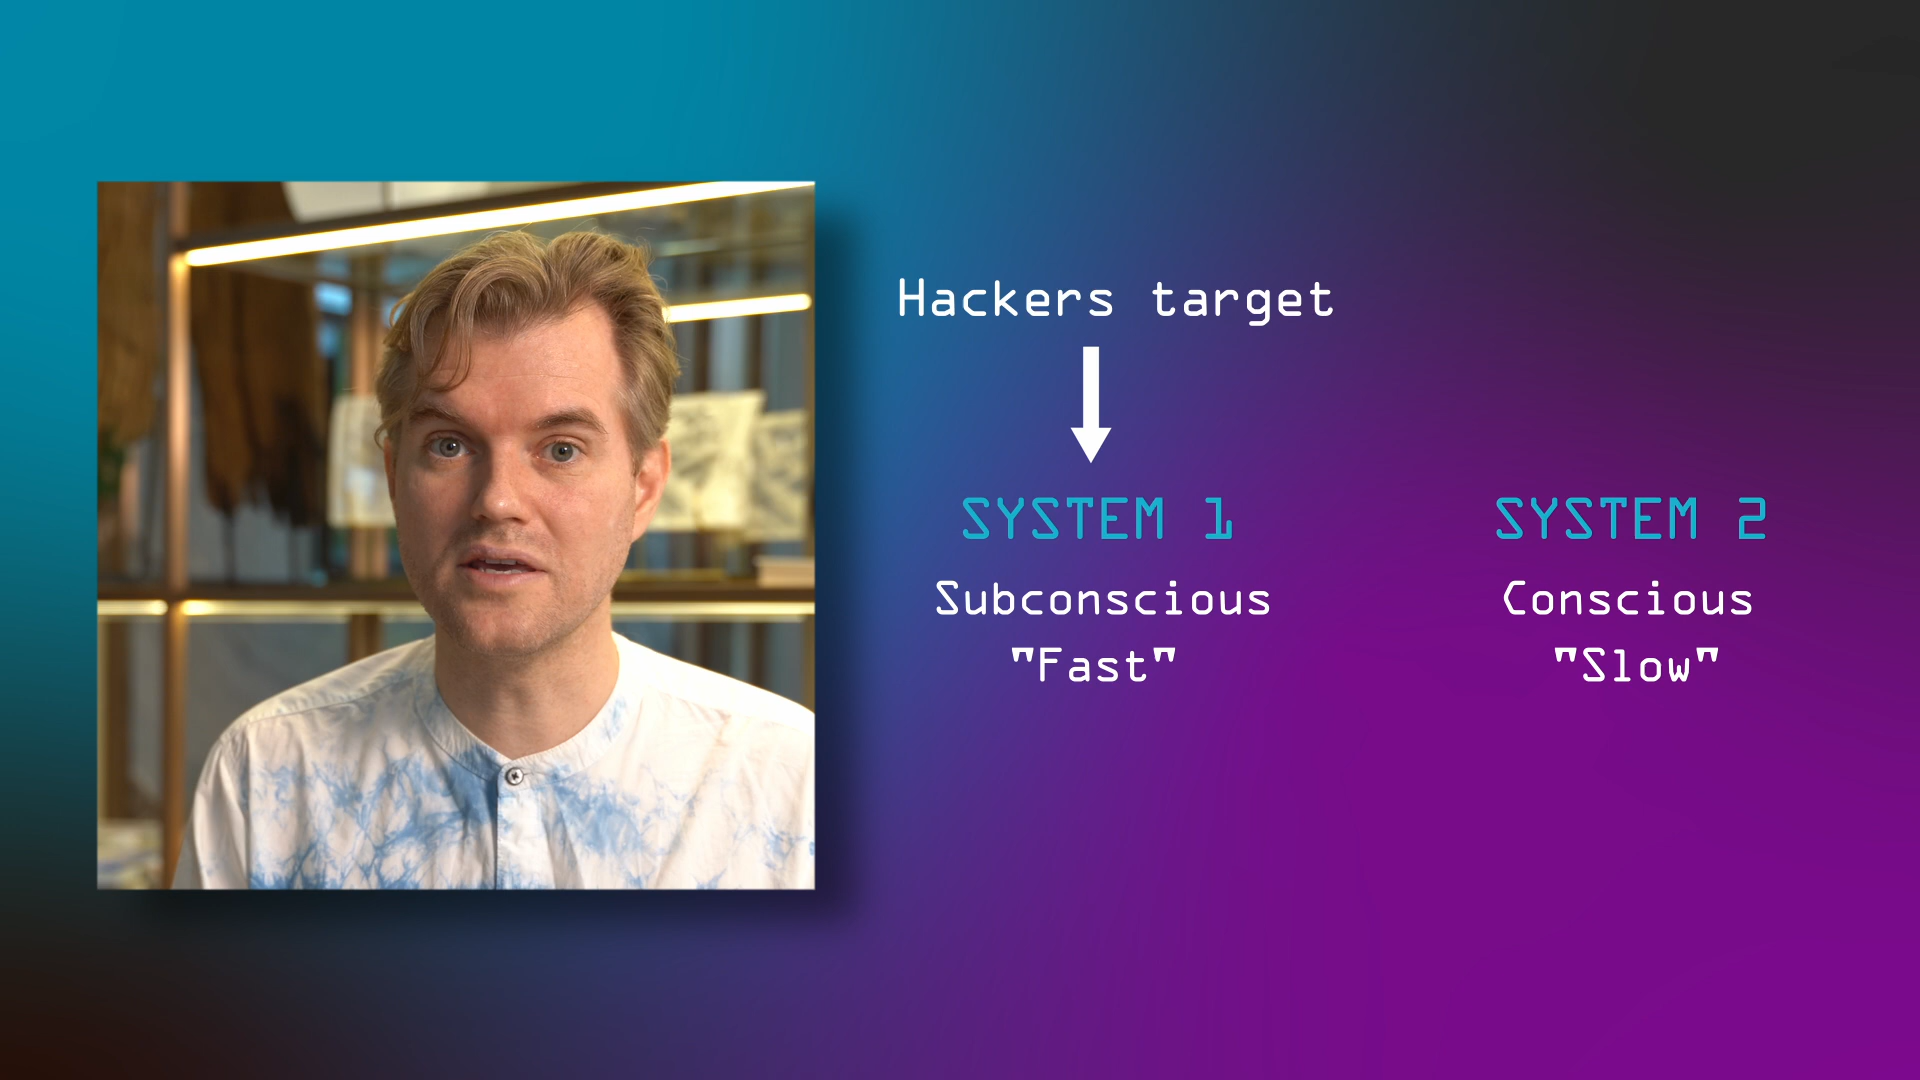 Hackers target
SYSTEM 1
Subconscious
"Fast"
SYSTEM 2
Conscious
"Slow"